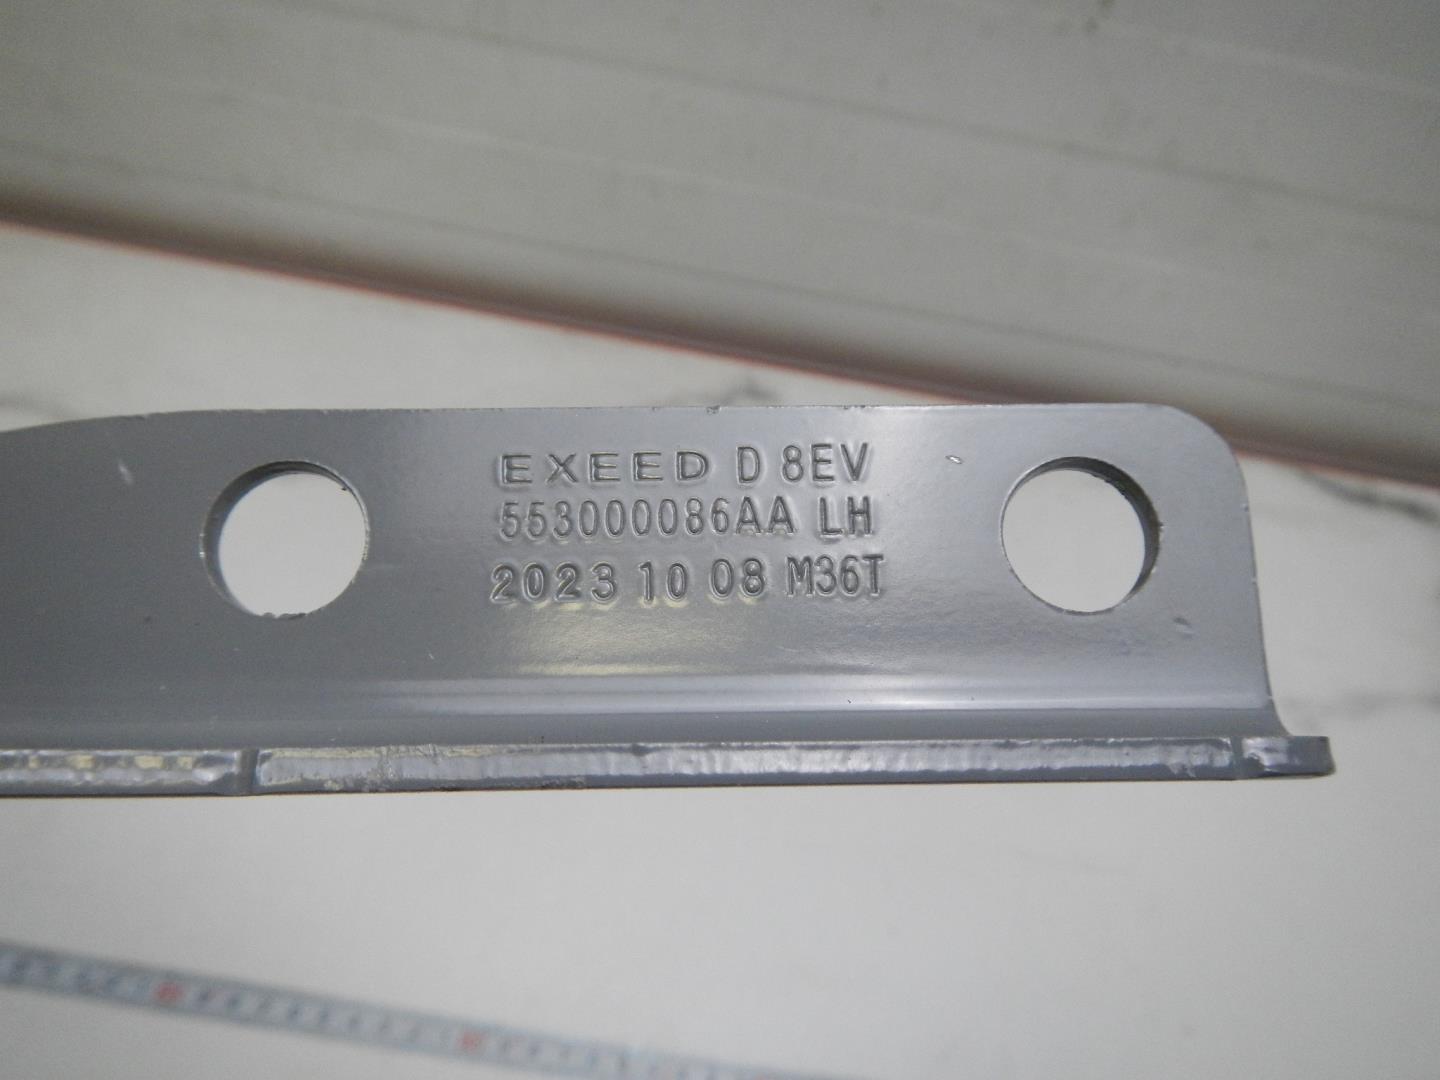 EXEED D 8EV
553000086AA LH
2023 10 08 M36T